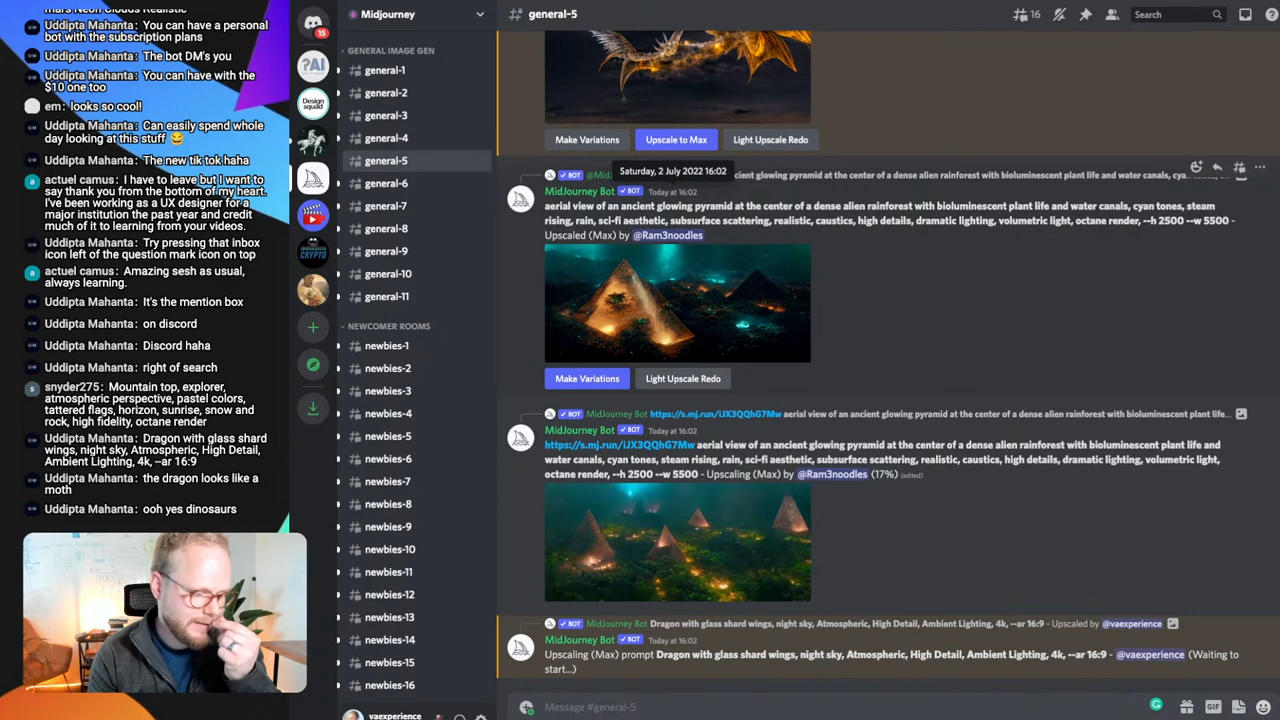 mars Neon Clouds Realistic
Uddipta Mahanta: You can have a personal
bot with the subscription plans
Uddipta Mahanta: The bot DM's you
Uddipta Mahanta: You can have with the
$10 one too
em: looks so cool!
Uddipta Mahanta: Can easily spend whole
day looking at this stuff 😅
Uddipta Mahanta: The new tik tok haha
actuel camus: I have to leave but I want to
say thank you from the bottom of my heart.
I've been working as a UX designer for a
major institution the past year and credit
much of it to learning from your videos.
Uddipta Mahanta: Try pressing that inbox
icon left of the question mark icon on top
actuel camus: Amazing sesh as usual,
always learning.
Uddipta Mahanta: It's the mention box
Uddipta Mahanta: on discord
Uddipta Mahanta: Discord haha
Uddipta Mahanta: right of search
snyder275: Mountain top, explorer,
atmospheric perspective, pastel colors,
tattered flags, horizon, sunrise, snow and
rock, high fidelity, octane render
Uddipta Mahanta: Dragon with glass shard
wings, night sky, Atmospheric, High Detail,
Ambient Lighting, 4k, --ar 16:9
Uddipta Mahanta: the dragon looks like a
moth
Uddipta Mahanta: ooh yes dinosaurs
15
PAI
Design
squad
CRYPTO
Midjourney
GENERAL IMAGE GEN
general-1
general-2
general-3
general-4
general-5
general-6
general-7
general-8
general-9
general-10
general-11
NEWCOMER ROOMS
newbies-1
newbies-2
newbies-3
newbies-4
newbies-5
newbies-6
newbies-7
newbies-8
newbies-9
newbies-10
newbies-11
newbies-12
newbies-13
newbies-14
newbies-15
newbies-16
vaexperience
general-5
16
Search
Make Variations
Upscale to Max
Light Upscale Redo
Saturday, 2 July 2022 16:02
BOT @Mid cient glowing pyramid at the center of a dense alien rainforest with bioluminescent plant life and water canals, cya
MidJourney Bot BOT Today at 16:02
aerial view of an ancient glowing pyramid at the center of a dense alien rainforest with bioluminescent plant life and water canals, cyan tones, steam
rising, rain, sci-fi aesthetic, subsurface scattering, realistic, caustics, high details, dramatic lighting, volumetric light, octane render, --h 2500 --w 5500 -
Upscaled (Max) by @Ram3noodles
Make Variations
Light Upscale Redo
BOT MidJourney Bot https://s.mj.run/iJX3QQhG7Mw aerial view of an ancient glowing pyramid at the center of a dense alien rainforest with bioluminescent plant life...
MidJourney Bot BOT Today at 16:02
https://s.mj.run/iJX3QQhG7Mw aerial view of an ancient glowing pyramid at the center of a dense alien rainforest with bioluminescent plant life and
water canals, cyan tones, steam rising, rain, sci-fi aesthetic, subsurface scattering, realistic, caustics, high details, dramatic lighting, volumetric light,
octane render, --h 2500 --w 5500 - Upscaling (Max) by @Ram3noodles (17%) (edited)
BOT MidJourney Bot Dragon with glass shard wings, night sky, Atmospheric, High Detail, Ambient Lighting, 4k, --ar 16:9 - Upscaled by @vaexperience
MidJourney Bot BOT Today at 16:02
Upscaling (Max) prompt Dragon with glass shard wings, night sky, Atmospheric, High Detail, Ambient Lighting, 4k, --ar 16:9 - @vaexperience (Waiting to
start...)
Message #general-5
GIF